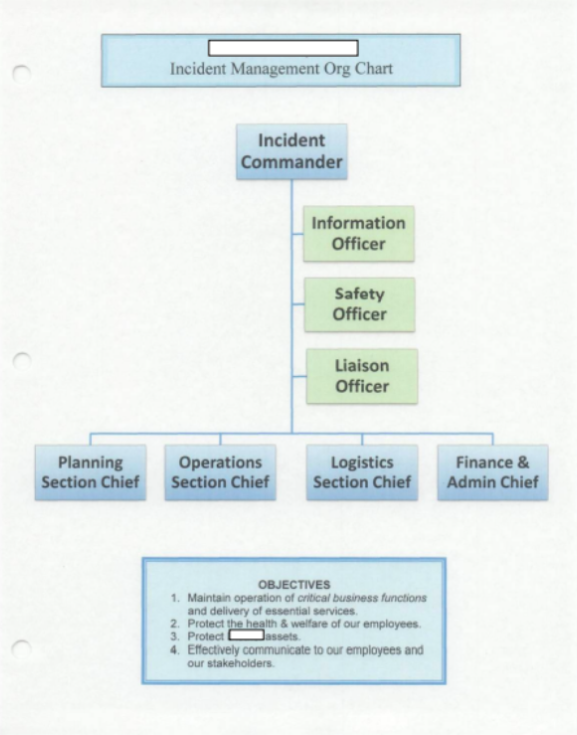 Incident Management Org Chart
Incident
Commander
Information
Officer
Safety
Officer
Liaison
Officer
Planning
Section Chief
Operations
Section Chief
Logistics
Section Chief
Finance &
Admin Chief
OBJECTIVES
1. Maintain operation of critical business functions
and delivery of essential services.
2. Protect the health & welfare of our employees.
3. Protect assets.
4. Effectively communicate to our employees and
our stakeholders.